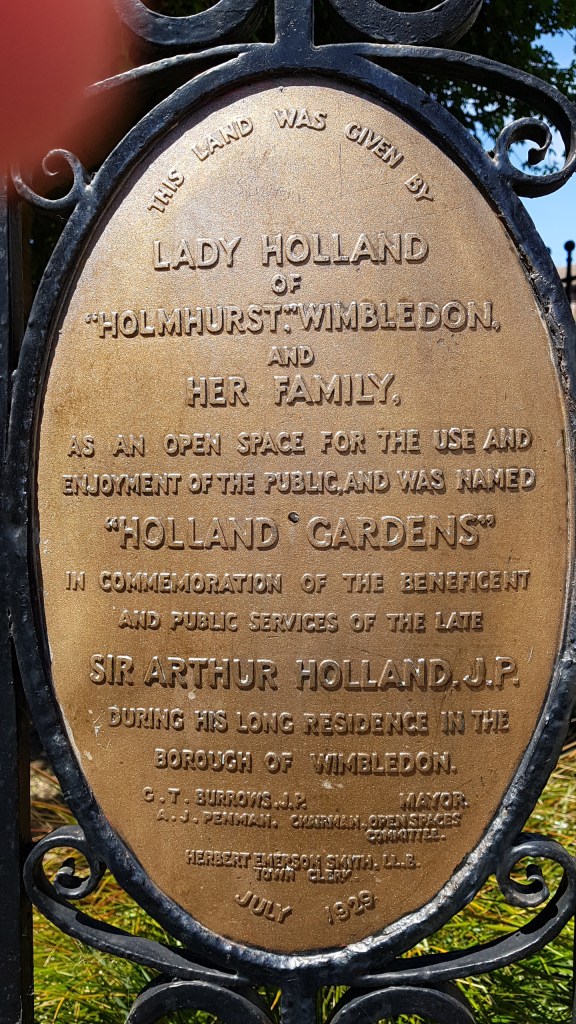 THIS LAND WAS GIVEN BY
LADY HOLLAND
OF
"HOLMHURST," WIMBLEDON,
AND
HER FAMILY,
AS AN OPEN SPACE FOR THE USE AND
ENJOYMENT OF THE PUBLIC, AND WAS NAMED
"HOLLAND GARDENS"
IN COMMEMORATION OF THE BENEFICENT
AND PUBLIC SERVICES OF THE LATE
SIR ARTHUR HOLLAND. J.P.
DURING HIS LONG RESIDENCE IN THE
BOROUGH OF WIMBLEDON.
C. T. BURROWS. J.P. MAYOR.
A. J. PENMAN. CHAIRMAN. OPEN SPACES
COMMITTEE.
HERBERT EMERSON SMYTH. LL.B.
TOWN CLERK
JULY 1929